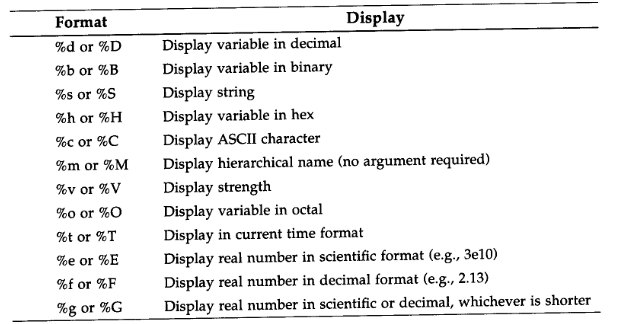 Format Display
%d or %D Display variable in decimal
%b or %B Display variable in binary
%s or %S Display string
%h or %H Display variable in hex
%c or %C Display ASCII character
%m or %M Display hierarchical name (no argument required)
%v or %V Display strength
%o or %O Display variable in octal
%t or %T Display in current time format
%e or %E Display real number in scientific format (e.g., 3e10)
%f or %F Display real number in decimal format (e.g., 2.13)
%g or %G Display real number in scientific or decimal, whichever is shorter